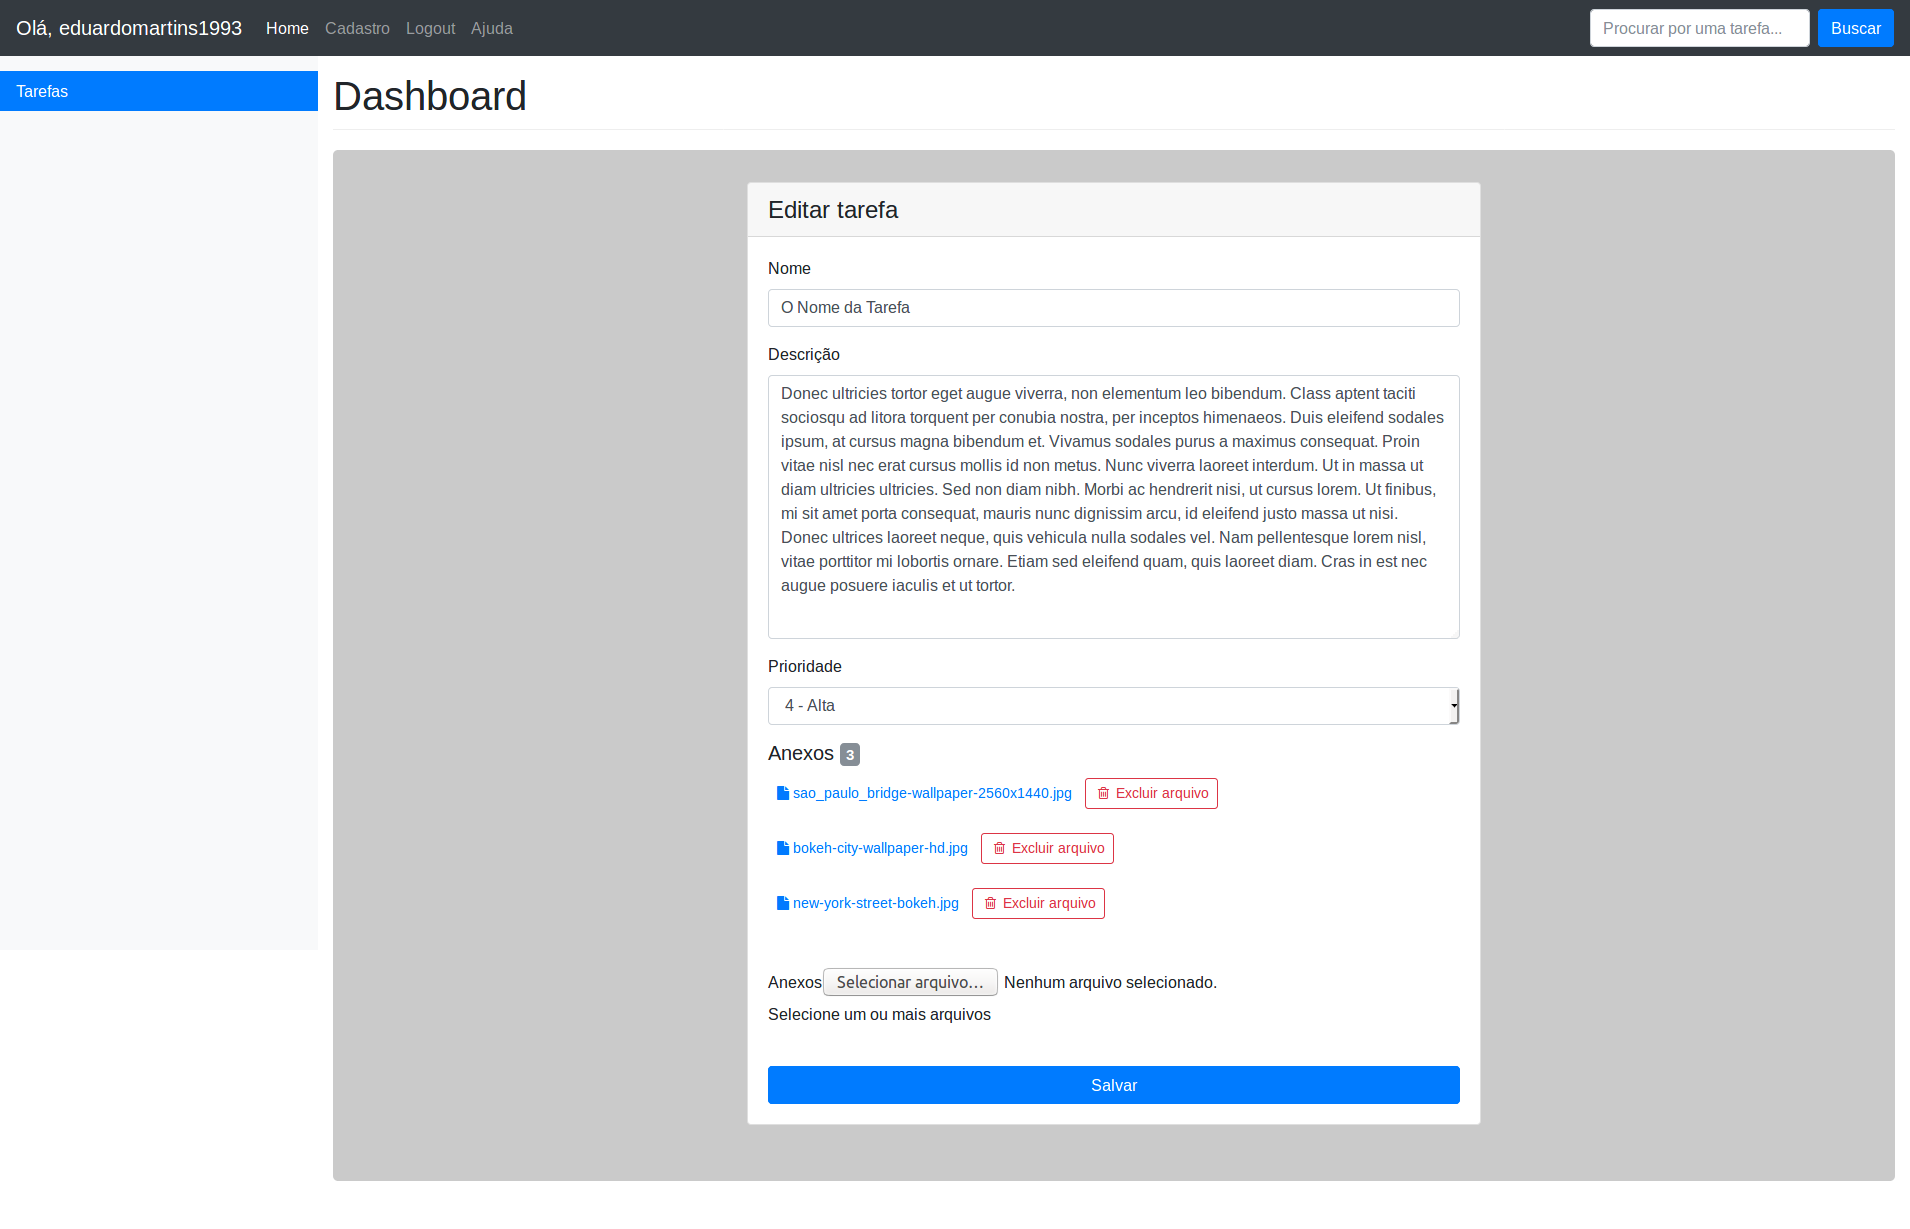 Olá, eduardomartins1993 Home Cadastro Logout Ajuda Procurar por uma tarefa... Buscar
Tarefas
Dashboard
Editar tarefa
Nome
O Nome da Tarefa
Descrição
Donec ultricies tortor eget augue viverra, non elementum leo bibendum. Class aptent taciti
sociosqu ad litora torquent per conubia nostra, per inceptos himenaeos. Duis eleifend sodales
ipsum, at cursus magna bibendum et. Vivamus sodales purus a maximus consequat. Proin
vitae nisl nec erat cursus mollis id non metus. Nunc viverra laoreet interdum. Ut in massa ut
diam ultricies ultricies. Sed non diam nibh. Morbi ac hendrerit nisi, ut cursus lorem. Ut finibus,
mi sit amet porta consequat, mauris nunc dignissim arcu, id eleifend justo massa ut nisi.
Donec ultrices laoreet neque, quis vehicula nulla sodales vel. Nam pellentesque lorem nisl,
vitae porttitor mi lobortis ornare. Etiam sed eleifend quam, quis laoreet diam. Cras in est nec
augue posuere iaculis et ut tortor.
Prioridade
4 - Alta
Anexos 3
sao_paulo_bridge-wallpaper-2560x1440.jpg Excluir arquivo
bokeh-city-wallpaper-hd.jpg Excluir arquivo
new-york-street-bokeh.jpg Excluir arquivo
Anexos Selecionar arquivo... Nenhum arquivo selecionado.
Selecione um ou mais arquivos
Salvar